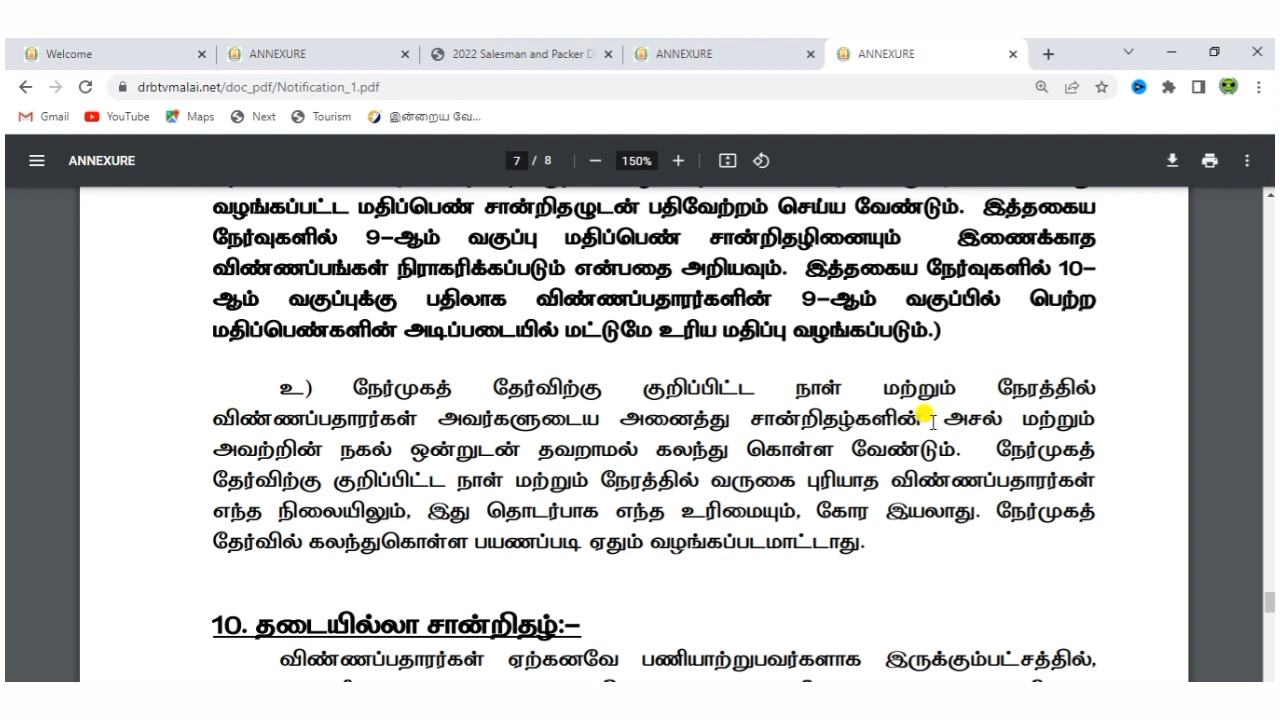 Welcome
ANNEXURE
2022 Salesman and Packer D
ANNEXURE
ANNEXURE
drbtvmalai.net/doc_pdf/Notification_1.pdf
Gmail YouTube Maps Next Tourism இன்றைய வே...
ANNEXURE 7 / 8 150%
வழங்கப்பட்ட மதிப்பெண் சான்றிதழுடன் பதிவேற்றம் செய்ய வேண்டும். இத்தகைய
நேர்வுகளில் 9-ஆம் வகுப்பு மதிப்பெண் சான்றிதழினையும் இணைக்காத
விண்ணப்பங்கள் நிராகரிக்கப்படும் என்பதை அறியவும். இத்தகைய நேர்வுகளில் 10-
ஆம் வகுப்புக்கு பதிலாக விண்ணப்பதாரர்களின் 9-ஆம் வகுப்பில் பெற்ற
மதிப்பெண்களின் அடிப்படையில் மட்டுமே உரிய மதிப்பு வழங்கப்படும்.)
உ) நேர்முகத் தேர்விற்கு குறிப்பிட்ட நாள் மற்றும் நேரத்தில்
விண்ணப்பதாரர்கள் அவர்களுடைய அனைத்து சான்றிதழ்களின் அசல் மற்றும்
அவற்றின் நகல் ஒன்றுடன் தவறாமல் கலந்து கொள்ள வேண்டும். நேர்முகத்
தேர்விற்கு குறிப்பிட்ட நாள் மற்றும் நேரத்தில் வருகை புரியாத விண்ணப்பதாரர்கள்
எந்த நிலையிலும், இது தொடர்பாக எந்த உரிமையும், கோர இயலாது. நேர்முகத்
தேர்வில் கலந்துகொள்ள பயணப்படி ஏதும் வழங்கப்படமாட்டாது.
10. தடையில்லா சான்றிதழ்:-
விண்ணப்பதாரர்கள் ஏற்கனவே பணியாற்றுபவர்களாக இருக்கும்பட்சத்தில்,